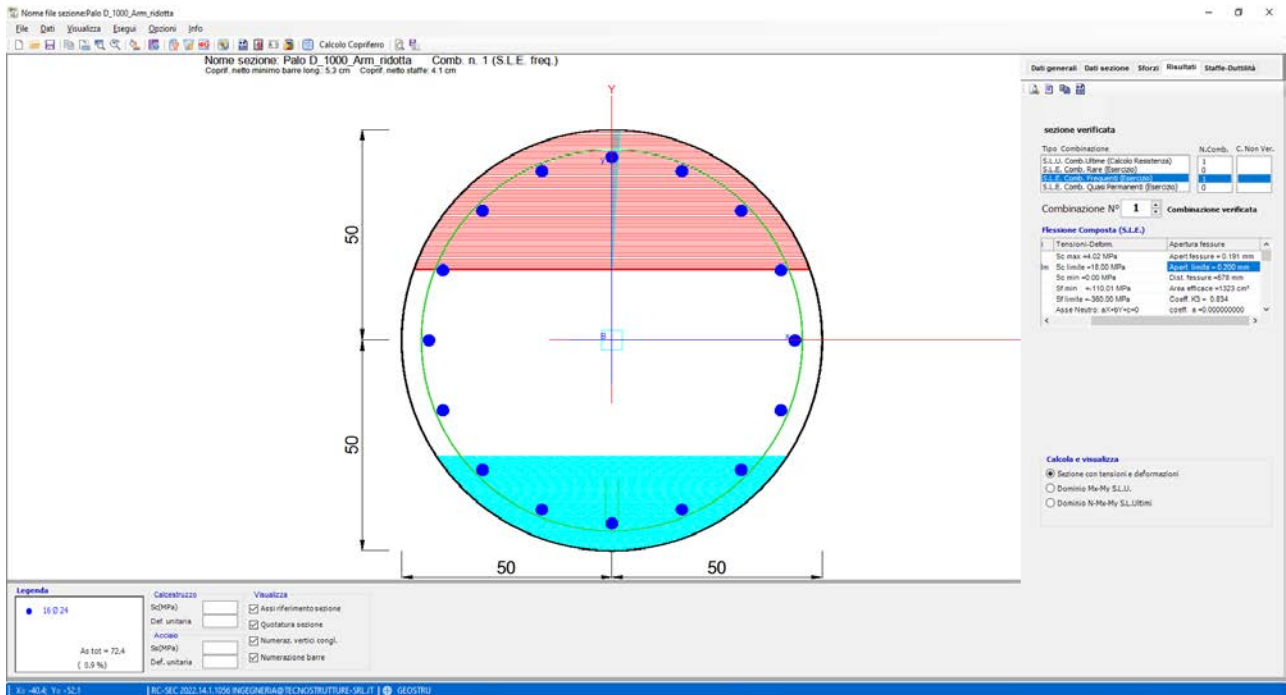 Nome file sezione:Palo D_1000_Arm_ridotta
File Dati Visualizza Esegui Opzioni Info
Calcolo Copriferro
Nome sezione: Palo D_1000_Arm_ridotta Comb. n. 1 (S.L.E. freq.)
Coprif. netto minimo barre long.: 5.3 cm Coprif. netto staffe: 4.1 cm
Y
y
50
50
B
x
50
50
Dati generali Dati sezione Sforzi Risultati Staffe-Duttilità
sezione verificata
Tipo Combinazione N.Comb. C. Non Ver.
S.L.U. Comb.Ultime (Calcolo Resistenza) 1
S.L.E. Comb. Rare (Esercizio) 0
S.L.E. Comb. Frequenti (Esercizio) 1
S.L.E. Comb. Quasi Permanenti (Esercizio) 0
Combinazione N° 1 Combinazione verificata
Flessione Composta (S.L.E.)
Tensioni-Deform. Apertura fessure
Sc max =4.02 MPa Apert.fessure = 0.191 mm
Sc limite =18.00 MPa Apert. limite = 0.200 mm
Sc min =0.00 MPa Dist. fessure =578 mm
Sf min =-110.01 MPa Area efficace =1323 cm²
Sf limite =-360.00 MPa Coeff. K3 = 0.834
Asse Neutro: aX+bY+c=0 coeff. a =0.000000000
Calcola e visualizza
Sezione con tensioni e deformazioni
Dominio Mx-My S.L.U.
Dominio N-Mx-My S.L.Ultimi
Legenda
16 Ø 24
As tot = 72,4
( 0.9 %)
Calcestruzzo
Sc(MPa)
Def. unitaria
Acciaio
Ss(MPa)
Def. unitaria
Visualizza
Assi riferimento sezione
Quotatura sezione
Numeraz. vertici congl.
Numerazione barre
X= -40,4; Y= -52,1 RC-SEC 2022.14.1.1056 INGEGNERIA@TECNOSTRUTTURE-SRL.IT GEOSTRU